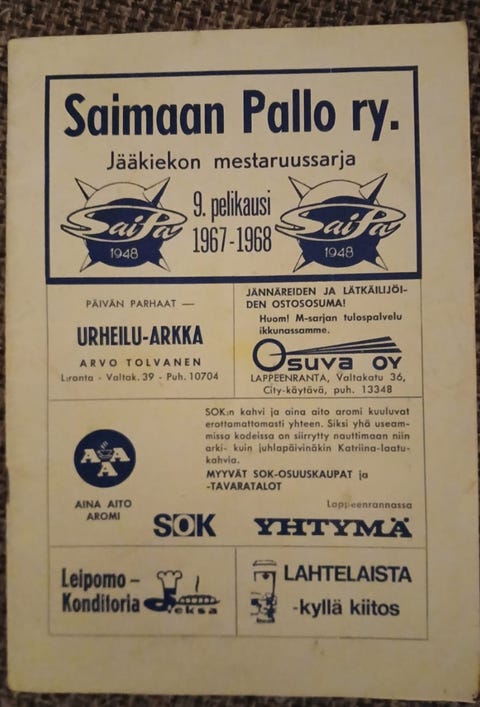 Saimaan Pallo ry.
Jääkiekon mestaruussarja
SaiPa
1948
9. pelikausi
1967-1968
SaiPa
1948
PÄIVÄN PARHAAT —
URHEILU-ARKKA
ARVO TOLVANEN
L:ranta - Valtak. 39 - Puh. 10704
JÄNNÄREIDEN JA LÄTKÄILIJÖI-
DEN OSTOSOSUMA!
Huom! M-sarjan tulospalvelu
ikkunassamme.
Osuva OY
LAPPEENRANTA, Valtakatu 36,
City-käytävä, puh. 13348
AAA
AINA AITO
AROMI
SOK:n kahvi ja aina aito aromi kuuluvat
erottamattomasti yhteen. Siksi yhä useam-
missa kodeissa on siirrytty nauttimaan niin
arki- kuin juhlapäivinäkin Katriina-laatu-
kahvia.
MYYVÄT SOK-OSUUSKAUPAT ja
-TAVARATALOT
Lappeenrannassa
SOK YHTYMÄ
Leipomo-
Konditoria
LAHTELAISTA
-kyllä kiitos